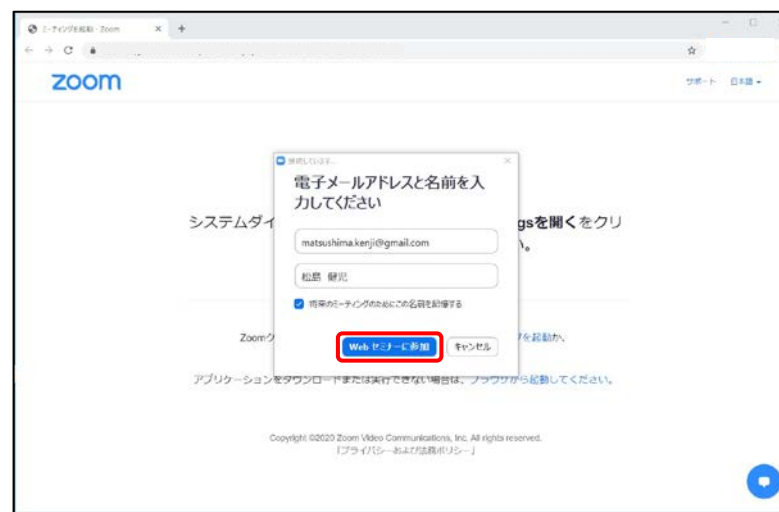 ミーティングを起動 - Zoom
zoom
サポート 日本語
接続しています...
電子メールアドレスと名前を入
力してください
システムダイ gsを開くをクリ
い。
matsushima.kenji@gmail.com
松島 健児
将来のミーティングのためにこの名前を記憶する
Zoomク を起動か、
Web セミナーに参加 キャンセル
アプリケーションをダウンロードまたは実行できない場合は、ブラウザから起動してください。
Copyright ©2020 Zoom Video Communications, Inc. All rights reserved.
「プライバシーおよび法務ポリシー」